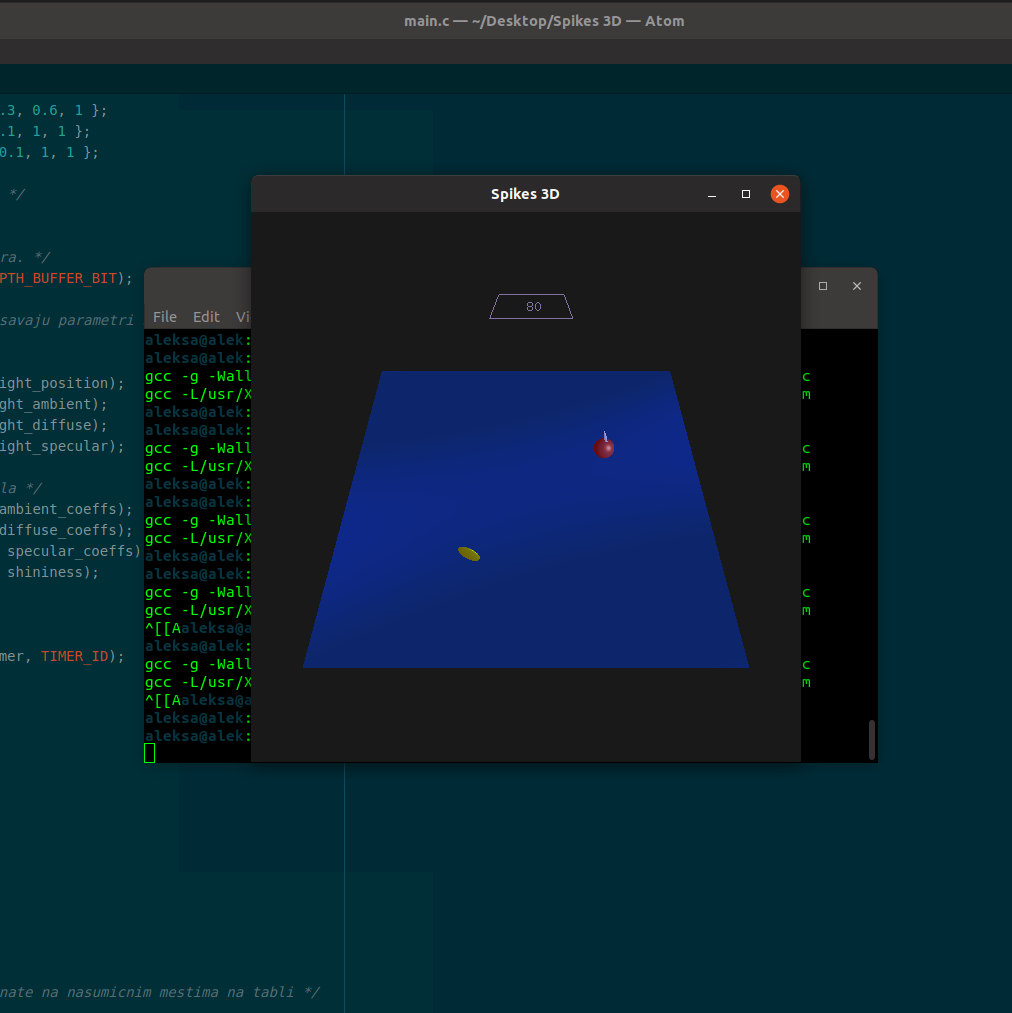 main.c — ~/Desktop/Spikes 3D — Atom
.3, 0.6, 1 };
.1, 1, 1 };
0.1, 1, 1 };
*/
ra. */
PTH_BUFFER_BIT);
savaju parametri
ight_position);
ght_ambient);
ght_diffuse);
ight_specular);
la */
ambient_coeffs);
diffuse_coeffs);
specular_coeffs)
shininess);
mer, TIMER_ID);
nate na nasumicnim mestima na tabli */
Spikes 3D
80
File Edit Vi
aleksa@alek:
aleksa@alek:
gcc -g -Wall c
gcc -L/usr/X m
aleksa@alek:
aleksa@alek:
gcc -g -Wall c
gcc -L/usr/X m
aleksa@alek:
aleksa@alek:
gcc -g -Wall c
gcc -L/usr/X m
aleksa@alek:
aleksa@alek:
gcc -g -Wall c
gcc -L/usr/X m
^[[Aaleksa@a
aleksa@alek:
gcc -g -Wall c
gcc -L/usr/X m
^[[Aaleksa@a
aleksa@alek:
aleksa@alek: